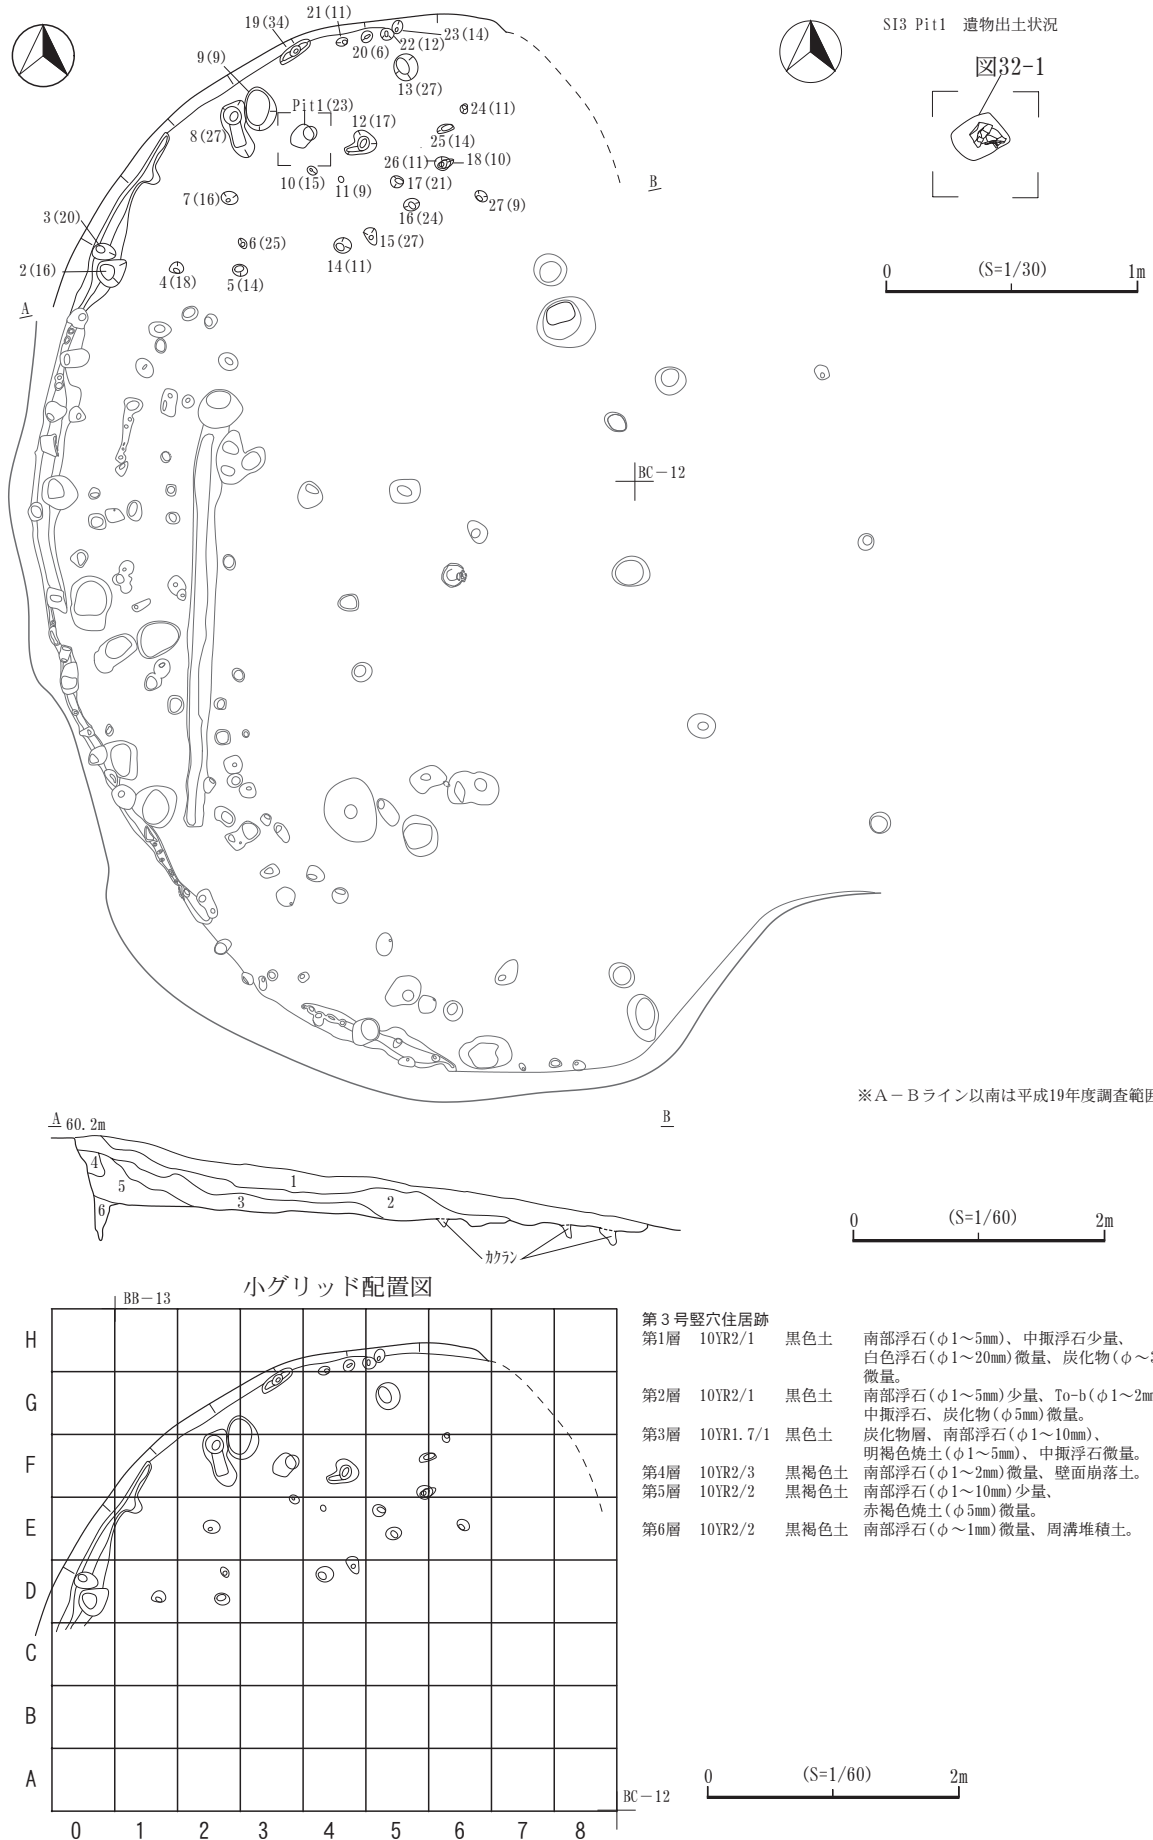 SI3 Pit1 遺物出土状況
図32-1
0 (S=1/30) 1m
19(34)
21(11)
20(6)
22(12)
23(14)
9(9)
13(27)
Pit1(23)
8(27)
12(17)
24(11)
25(14)
26(11)
18(10)
10(15)
11(9)
17(21)
7(16)
16(24)
27(9)
3(20)
6(25)
15(27)
14(11)
2(16)
4(18)
5(14)
A
B
BC-12
※A-Bライン以南は平成19年度調査範囲
A 60.2m
B
1
2
3
4
5
6
カクラン
0 (S=1/60) 2m
小グリッド配置図
BB-13
H
G
F
E
D
C
B
A
0 1 2 3 4 5 6 7 8
BC-12
第3号竪穴住居跡
第1層 10YR2/1 黒色土 南部浮石(φ1~5㎜)、中掫浮石少量、
白色浮石(φ1~20㎜)微量、炭化物(φ~
微量。
第2層 10YR2/1 黒色土 南部浮石(φ1~5㎜)少量、To-b(φ1~2㎜
中掫浮石、炭化物(φ5㎜)微量。
第3層 10YR1.7/1 黒色土 炭化物層、南部浮石(φ1~10㎜)、
明褐色焼土(φ1~5㎜)、中掫浮石微量。
第4層 10YR2/3 黒褐色土 南部浮石(φ1~2㎜)微量、壁面崩落土。
第5層 10YR2/2 黒褐色土 南部浮石(φ1~10㎜)少量、
赤褐色焼土(φ5㎜)微量。
第6層 10YR2/2 黒褐色土 南部浮石(φ~1㎜)微量、周溝堆積土。
0 (S=1/60) 2m